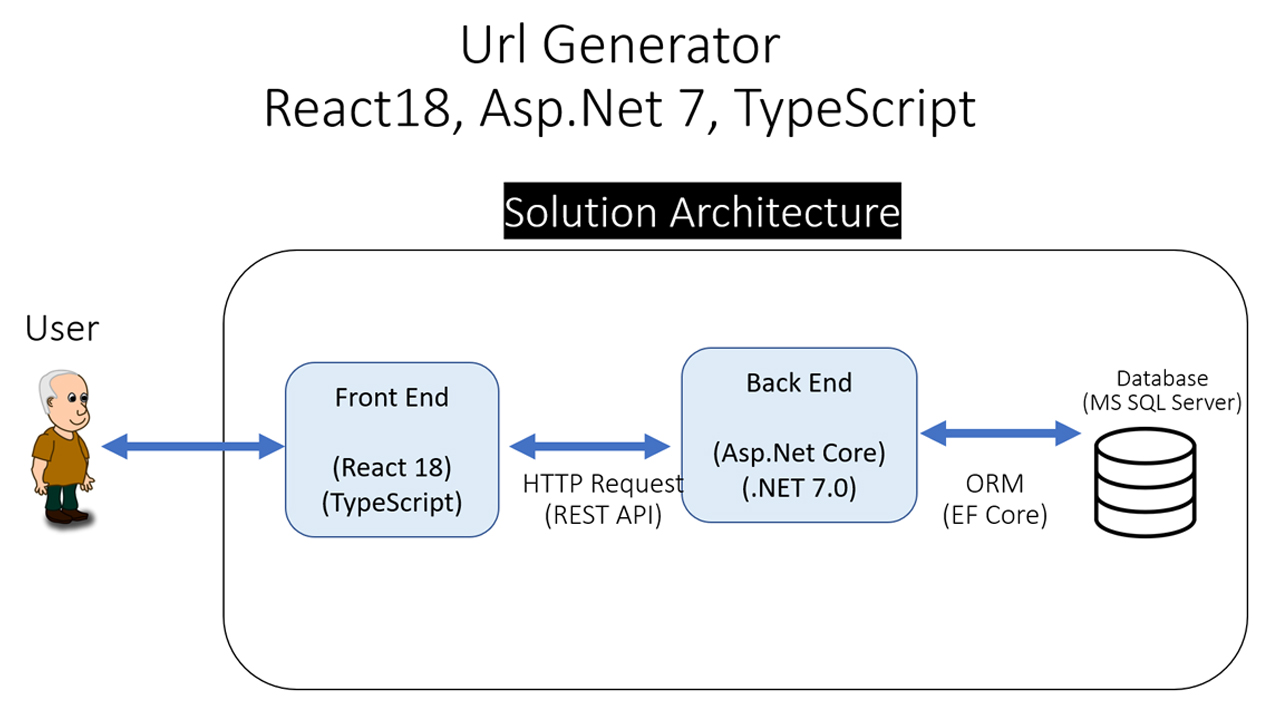 Url Generator
React18, Asp.Net 7, TypeScript
Solution Architecture
User
Front End
(React 18)
(TypeScript)
HTTP Request
(REST API)
Back End
(Asp.Net Core)
(.NET 7.0)
ORM
(EF Core)
Database
(MS SQL Server)